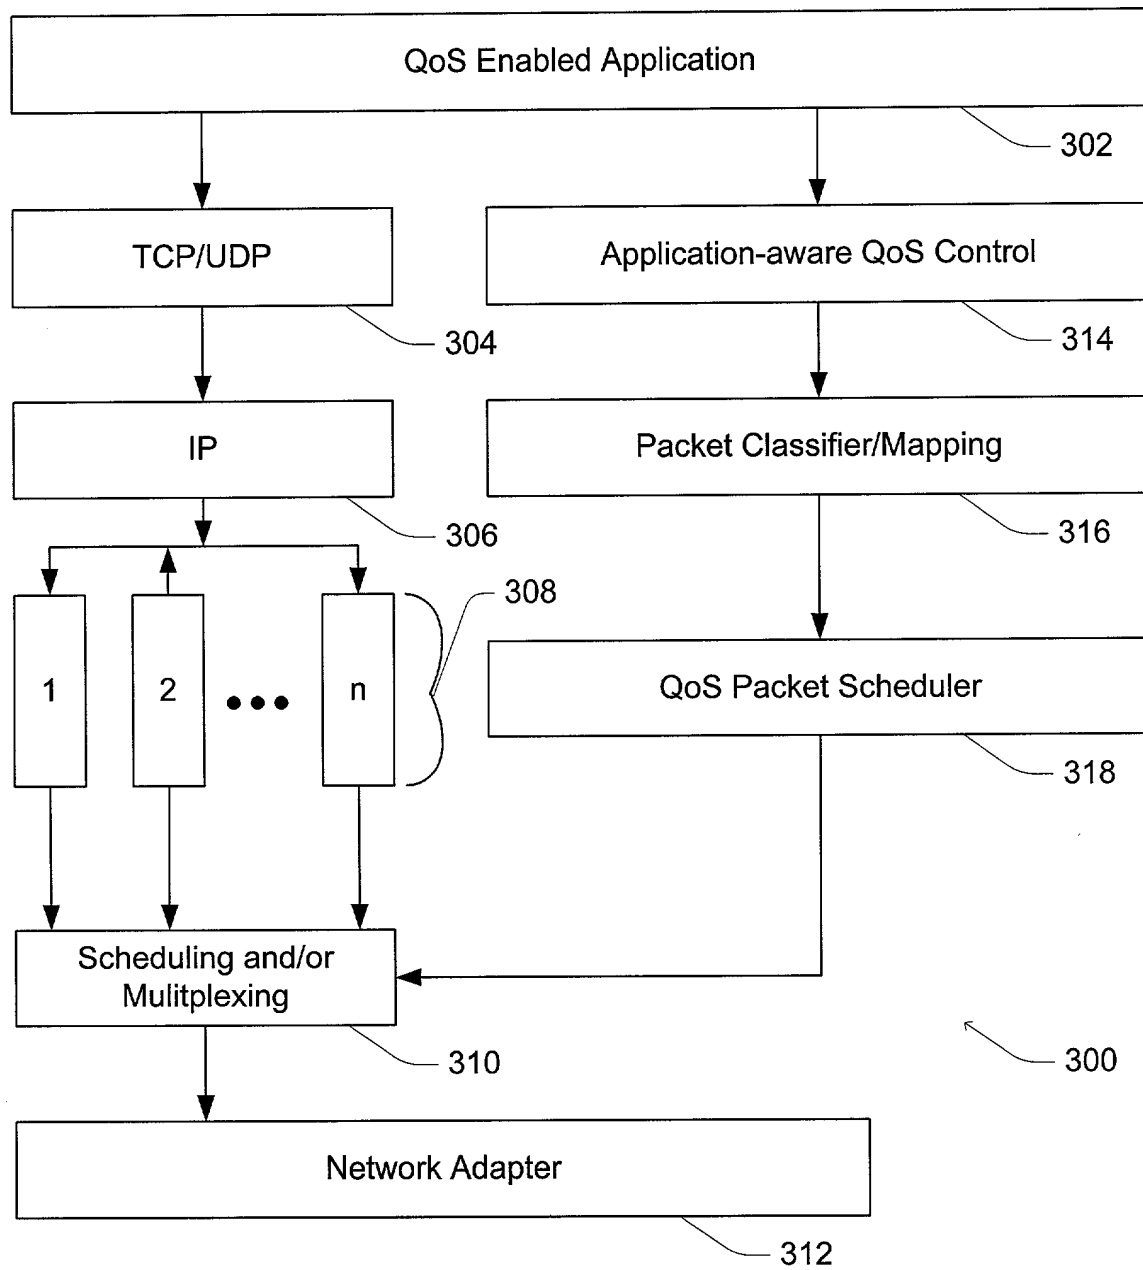 QoS Enabled Application
302
TCP/UDP
Application-aware QoS Control
304
314
IP
Packet Classifier/Mapping
306
316
308
1
2
n
QoS Packet Scheduler
318
Scheduling and/or
Mulitplexing
310
300
Network Adapter
312